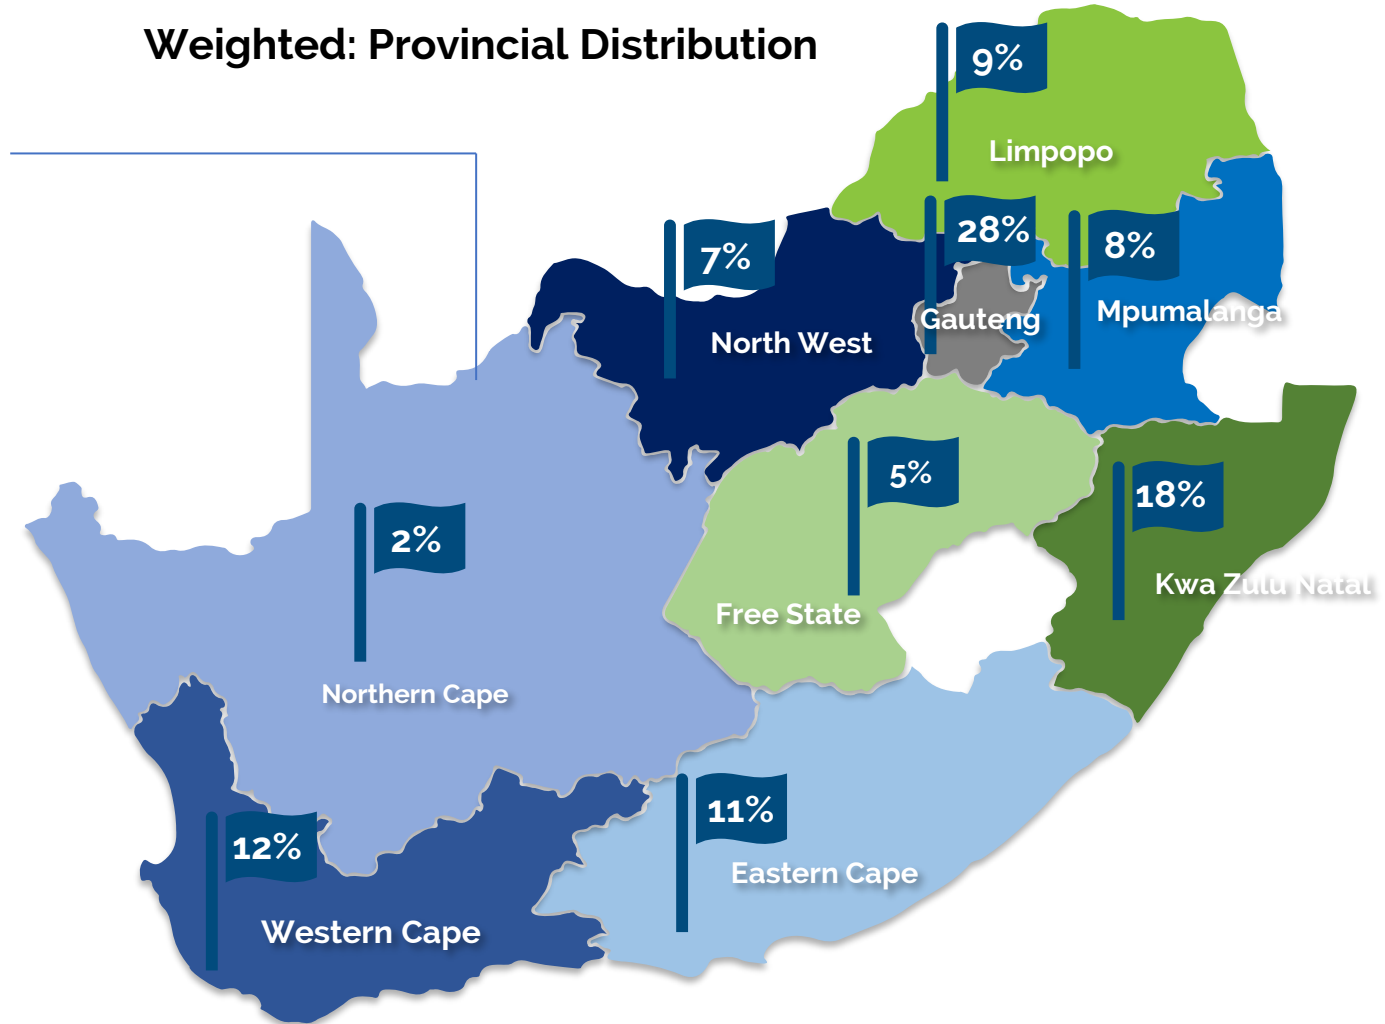 Weighted: Provincial Distribution
9%
Limpopo
28%
8%
7%
Gauteng
Mpumalanga
North West
5%
18%
2%
Kwa Zulu Natal
Free State
Northern Cape
11%
12%
Eastern Cape
Western Cape